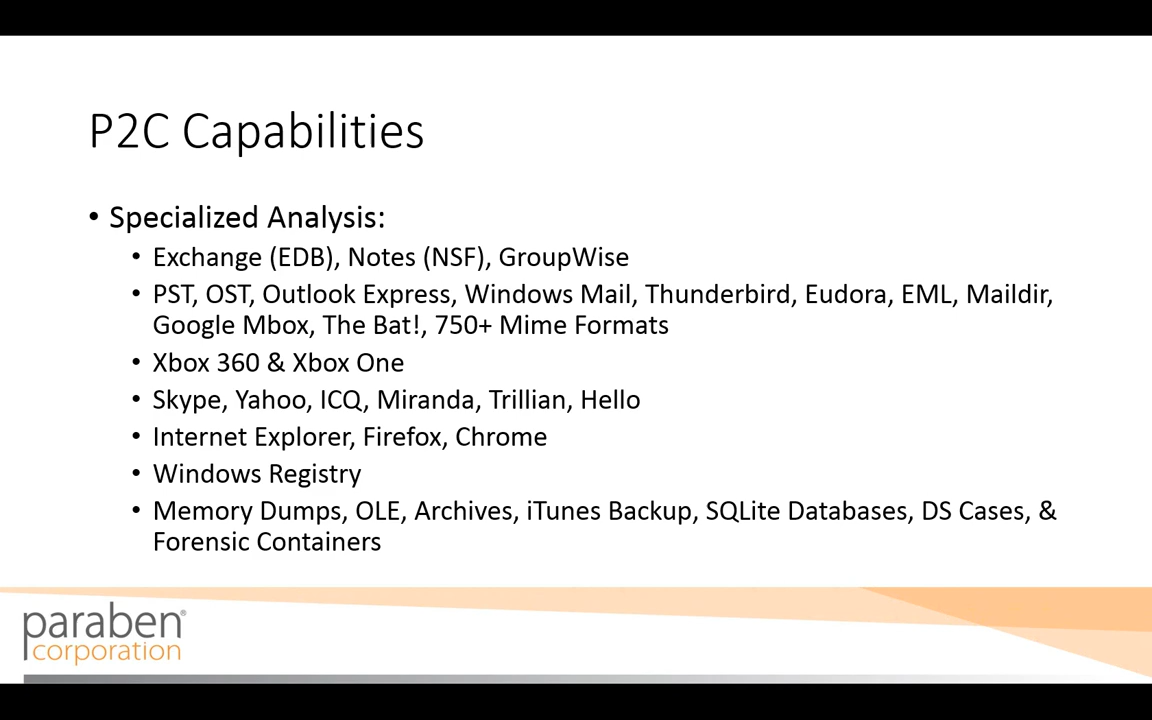 P2C Capabilities
• Specialized Analysis:
• Exchange (EDB), Notes (NSF), GroupWise
• PST, OST, Outlook Express, Windows Mail, Thunderbird, Eudora, EML, Maildir,
Google Mbox, The Bat!, 750+ Mime Formats
• Xbox 360 & Xbox One
• Skype, Yahoo, ICQ, Miranda, Trillian, Hello
• Internet Explorer, Firefox, Chrome
• Windows Registry
• Memory Dumps, OLE, Archives, iTunes Backup, SQLite Databases, DS Cases, &
Forensic Containers
paraben®
corporation